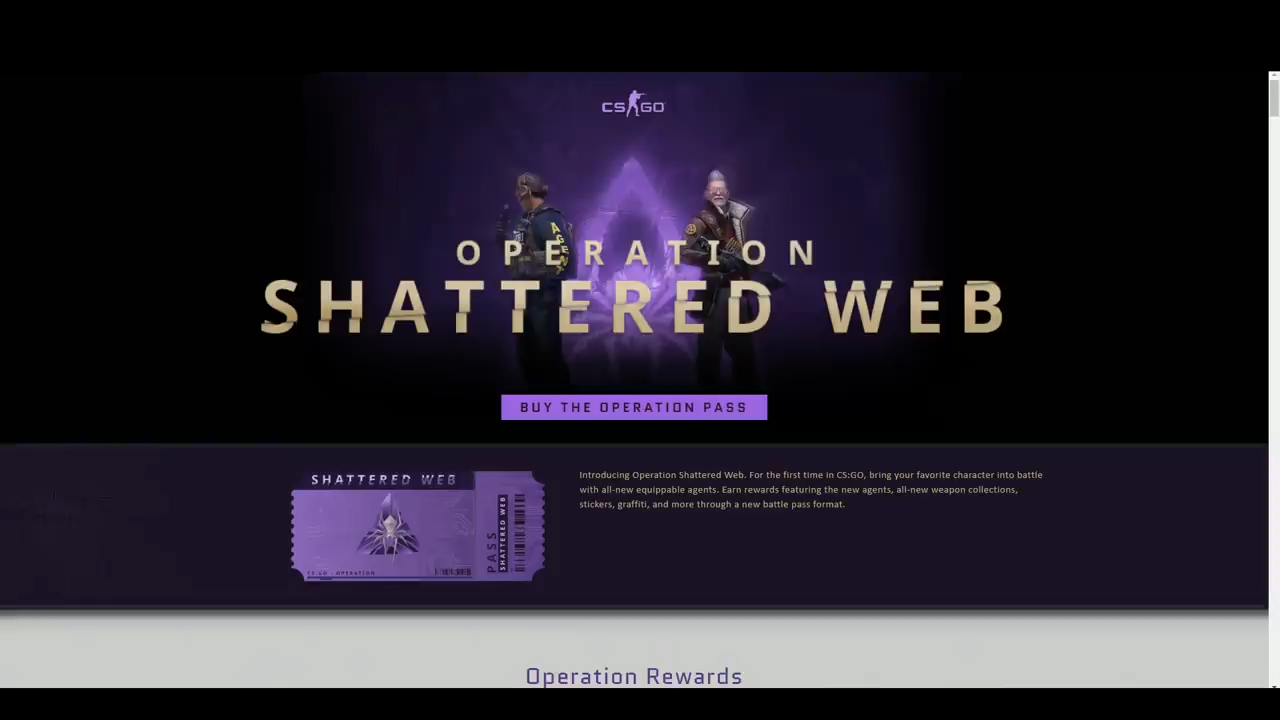 CS GO
OPERATION
SHATTERED WEB
BUY THE OPERATION PASS
SHATTERED WEB
PASS
SHATTERED WEB
CS:GO - OPERATION
Introducing Operation Shattered Web. For the first time in CS:GO, bring your favorite character into battle
with all-new equippable agents. Earn rewards featuring the new agents, all-new weapon collections,
stickers, graffiti, and more through a new battle pass format.
Operation Rewards